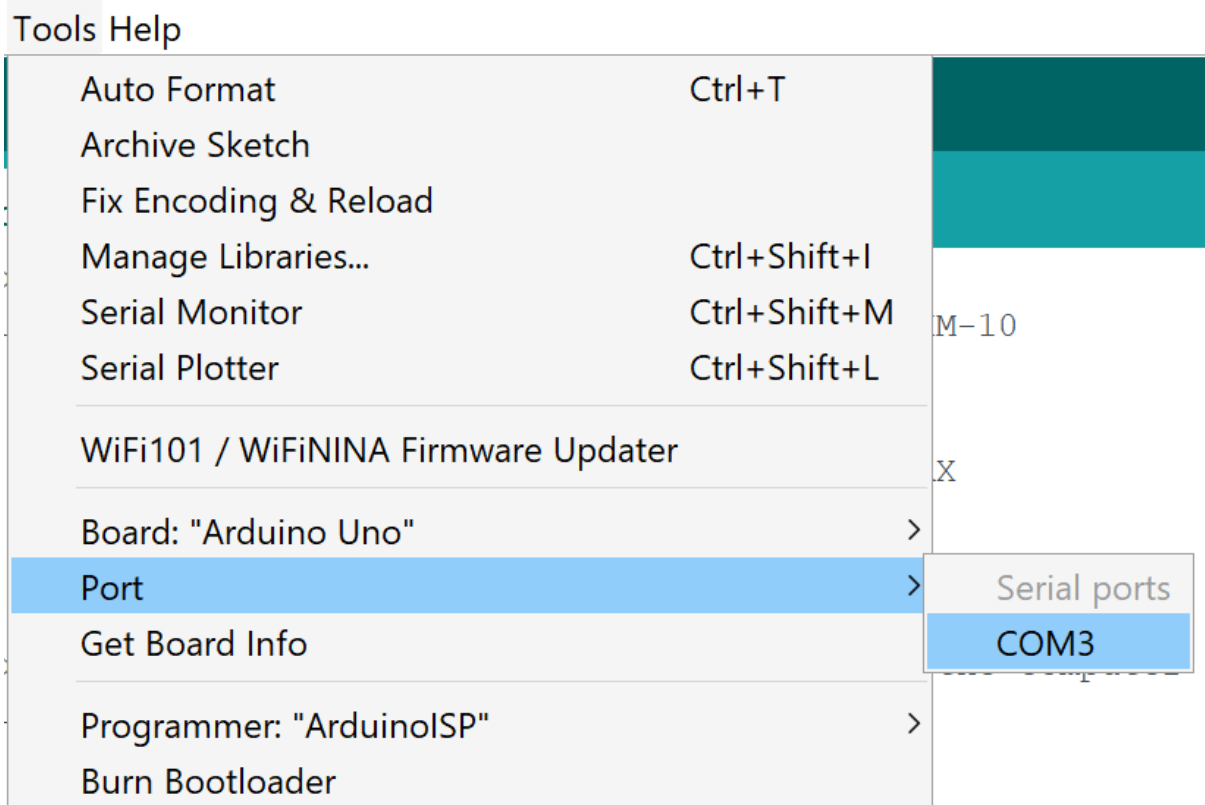 Tools Help
Auto Format Ctrl+T
Archive Sketch
Fix Encoding & Reload
Manage Libraries... Ctrl+Shift+I
Serial Monitor Ctrl+Shift+M
M-10
Serial Plotter Ctrl+Shift+L
WiFi101 / WiFiNINA Firmware Updater
X
Board: "Arduino Uno"
Port
Serial ports
Get Board Info
COM3
Programmer: "ArduinoISP"
Burn Bootloader